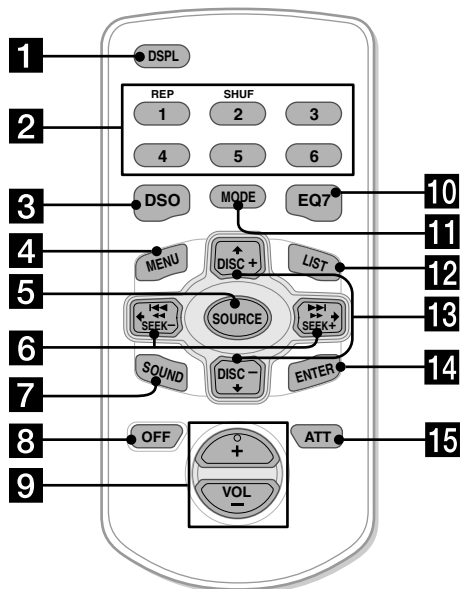 1 DSPL
REP SHUF
2 1 2 3
4 5 6
3 DSO MODE EQ7 10
11
4 MENU DISC + LIST 12
5 SOURCE 13
6 SEEK− SEEK+
7 SOUND DISC − ENTER 14
8 OFF ATT 15
9 +
VOL
−